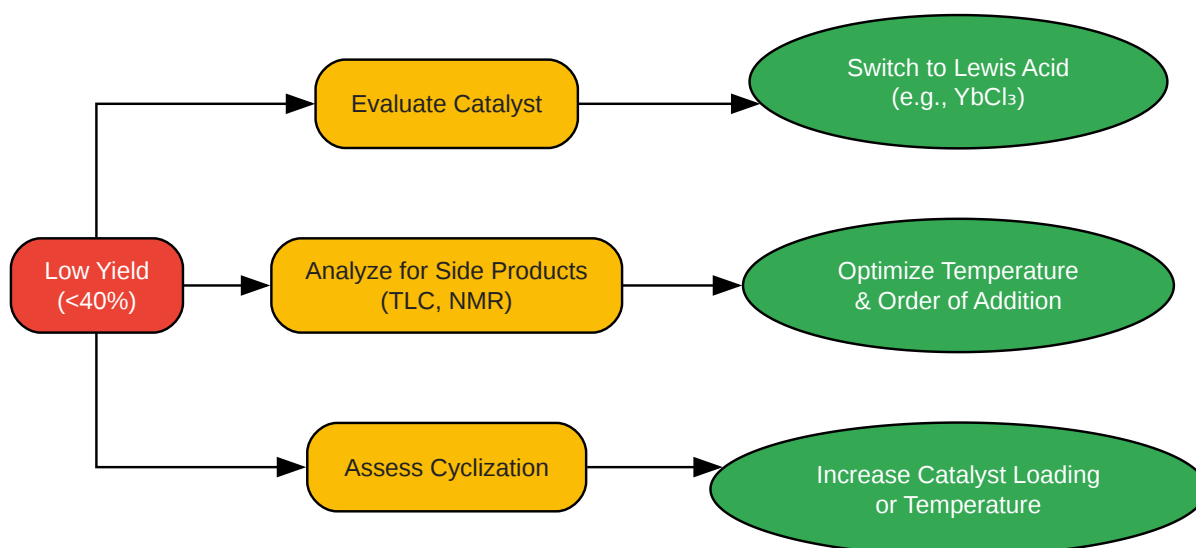 Low Yield
(<40%)
Evaluate Catalyst
Switch to Lewis Acid
(e.g., YbCl₃)
Analyze for Side Products
(TLC, NMR)
Optimize Temperature
& Order of Addition
Assess Cyclization
Increase Catalyst Loading
or Temperature